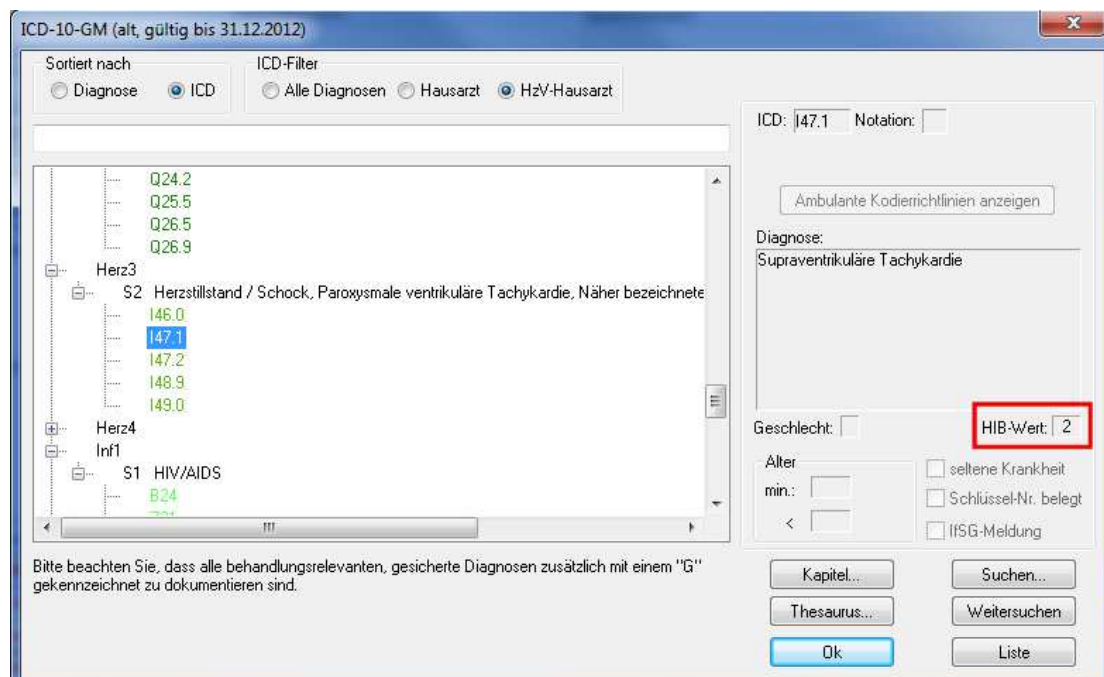 ICD-10-GM (alt, gültig bis 31.12.2012)
Sortiert nach
Diagnose ICD
ICD-Filter
Alle Diagnosen Hausarzt HzV-Hausarzt
ICD: I47.1 Notation:
Ambulante Kodierrichtlinien anzeigen
Diagnose:
Supraventrikuläre Tachykardie
Q24.2
Q25.5
Q26.5
Q26.9
Herz3
S2 Herzstillstand / Schock, Paroxysmale ventrikuläre Tachykardie, Näher bezeichnete
I46.0
I47.1
I47.2
I48.9
I49.0
Herz4
Inf1
S1 HIV/AIDS
B24
Geschlecht: HIB-Wert: 2
Alter
min.:
<
seltene Krankheit
Schlüssel-Nr. belegt
IfSG-Meldung
Bitte beachten Sie, dass alle behandlungsrelevanten, gesicherte Diagnosen zusätzlich mit einem "G"
gekennzeichnet zu dokumentieren sind.
Kapitel... Suchen...
Thesaurus... Weitersuchen
Ok Liste